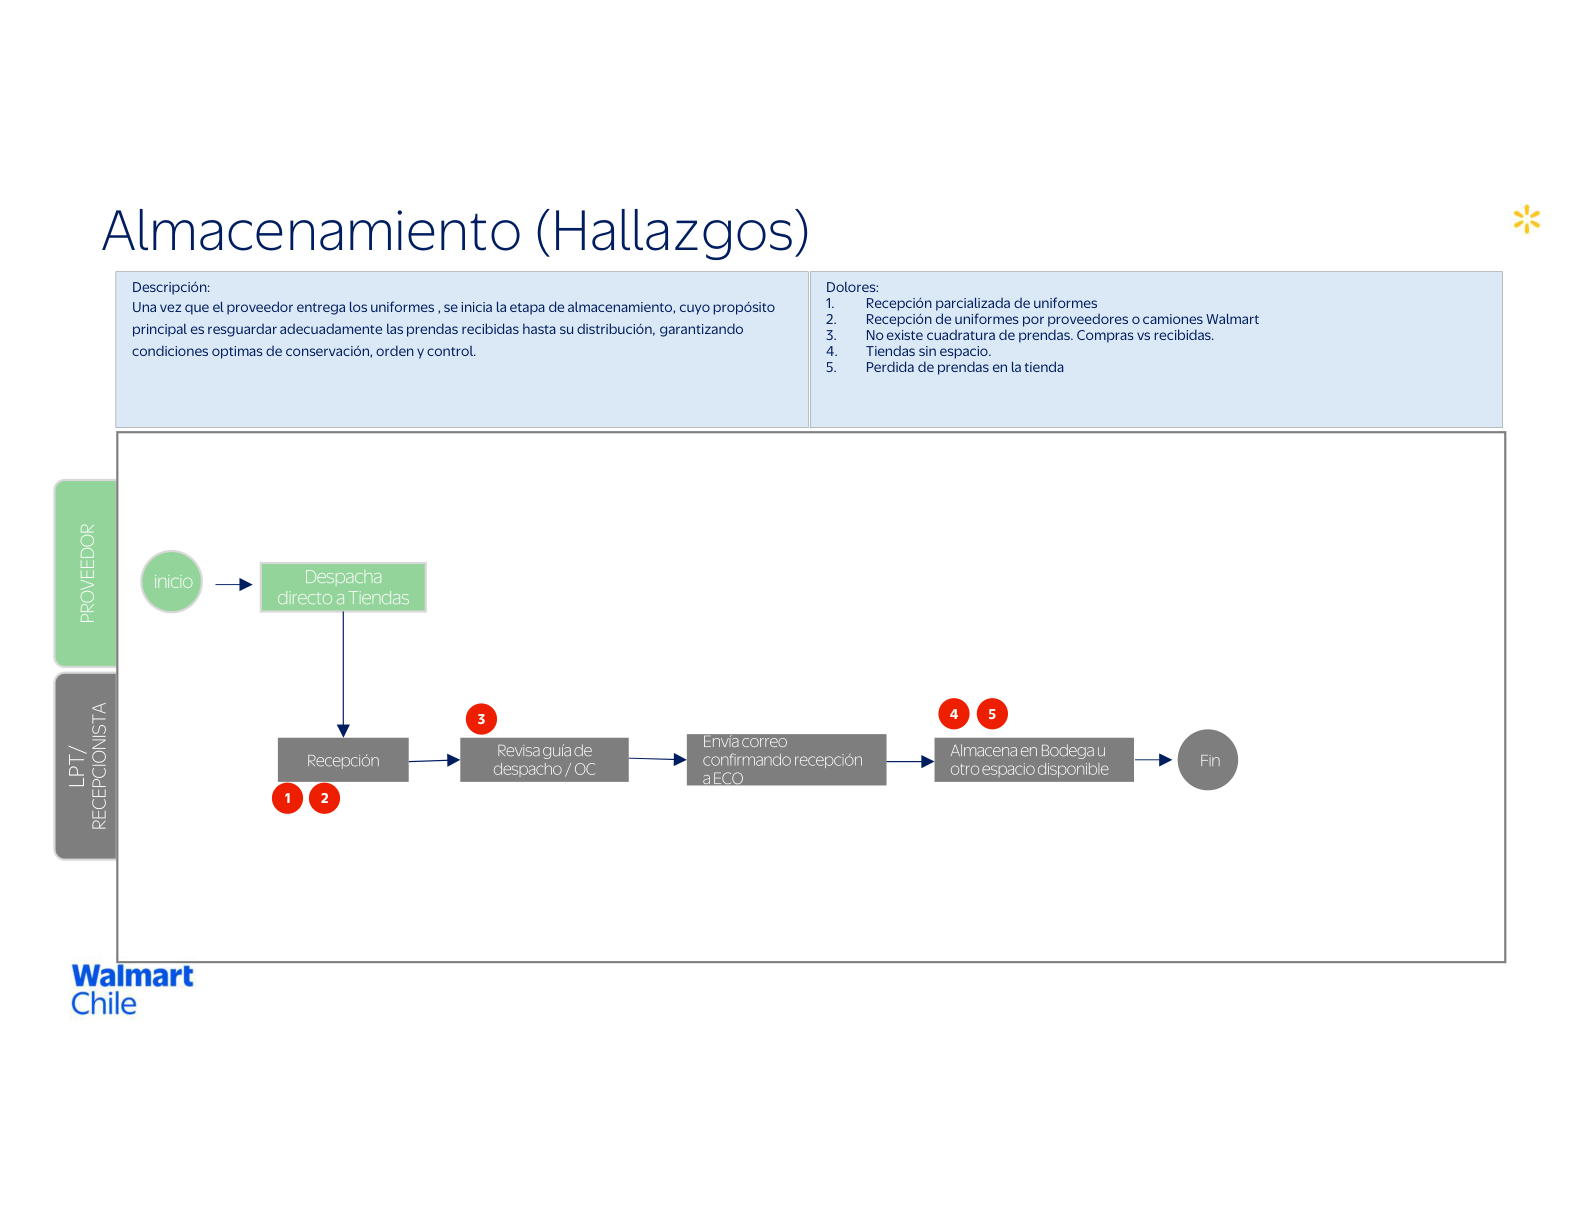 Almacenamiento (Hallazgos)
Descripción:
Una vez que el proveedor entrega los uniformes , se inicia la etapa de almacenamiento, cuyo propósito
principal es resguardar adecuadamente las prendas recibidas hasta su distribución, garantizando
condiciones optimas de conservación, orden y control.
Dolores:
1. Recepción parcializada de uniformes
2. Recepción de uniformes por proveedores o camiones Walmart
3. No existe cuadratura de prendas. Compras vs recibidas.
4. Tiendas sin espacio.
5. Perdida de prendas en la tienda
PROVEEDOR
inicio
Despacha
directo a Tiendas
LPT/
RECEPCIONISTA
Recepción
1 2
3
Revisa guía de
despacho / OC
Envía correo
confirmando recepción
a ECO
4 5
Almacena en Bodega u
otro espacio disponible
Fin
Walmart
Chile